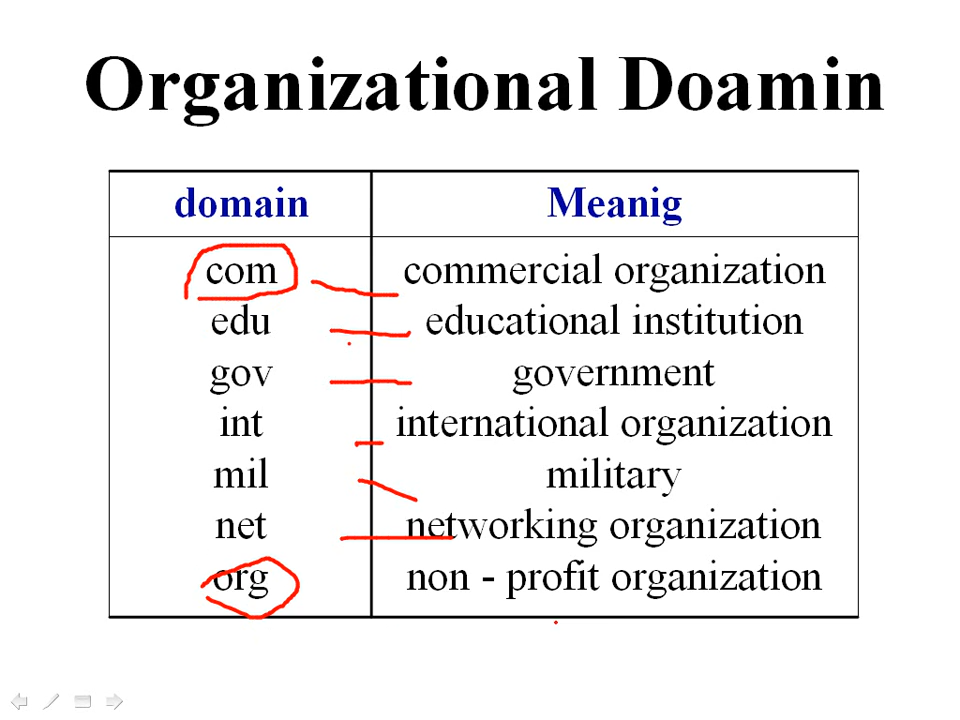 Organizational Doamin
domain Meanig
com commercial organization
edu educational institution
gov government
int international organization
mil military
net networking organization
org non - profit organization